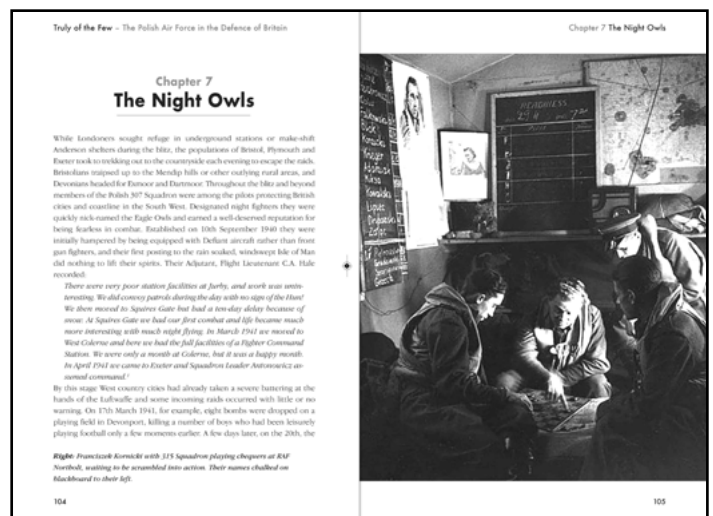 Truly of the Few – The Polish Air Force in the Defence of Britain
Chapter 7
The Night Owls
While Londoners sought refuge in underground stations or make-shift
Anderson shelters during the blitz, the populations of Bristol, Plymouth and
Exeter took to trekking out to the countryside each evening to escape the raids.
Bristolians traipsed up to the Mendip hills or other outlying rural areas, and
Devonians headed for Exmoor and Dartmoor. Throughout the blitz and beyond
members of the Polish 307 Squadron were among the pilots protecting British
cities and coastline in the South West. Designated night fighters they were
quickly nick-named the Eagle Owls and earned a well-deserved reputation for
being fearless in combat. Established on 10th September 1940 they were
initially hampered by being equipped with Defiant aircraft rather than front
gun fighters, and their first posting to the rain soaked, windswept Isle of Man
did nothing to lift their spirits. Their Adjutant, Flight Lieutenant C.A. Hale
recorded:
There were very poor station facilities at Jurby, and work was unin-
teresting. We did convoy patrols during the day with no sign of the Hun!
We then moved to Squires Gate but had a ten-day delay because of
snow. At Squires Gate we had our first combat and life became much
more interesting with much night flying. In March 1941 we moved to
West Colerne and here we had the full facilities of a Fighter Command
Station. We were only a month at Colerne, but it was a happy month.
In April 1941 we came to Exeter and Squadron Leader Antonowicz as-
sumed command.
By this stage West country cities had already taken a severe battering at the
hands of the Luftwaffe and some incoming raids occurred with little or no
warning. On 17th March 1941, for example, eight bombs were dropped on a
playing field in Devonport, killing a number of boys who had been leisurely
playing football only a few moments earlier. A few days later, on the 20th, the
Right: Franciszek Kornicki with 315 Squadron playing chequers at RAF
Northolt, waiting to be scrambled into action. Their names chalked on
blackboard to their left.
104
Chapter 7 The Night Owls
READINESS
105